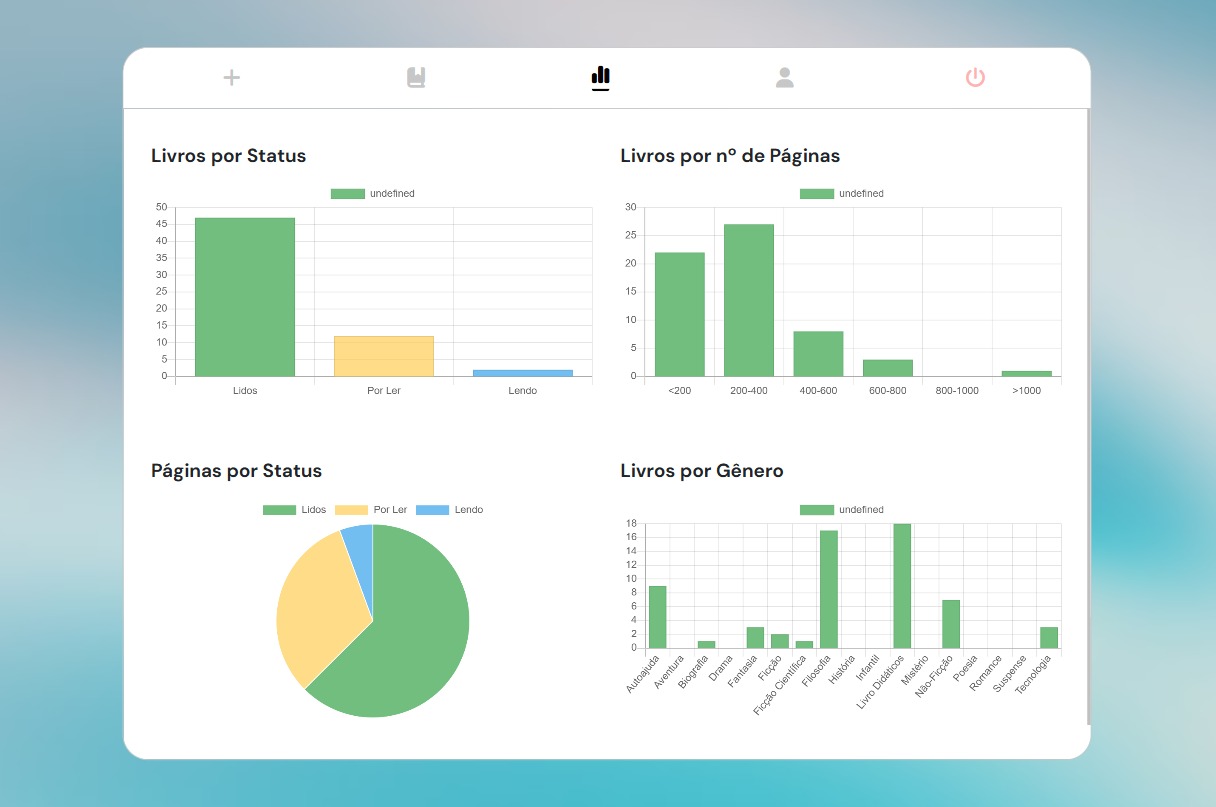 Livros por Status
undefined
50
45
40
35
30
25
20
15
10
5
0
Lidos Por Ler Lendo
Livros por nº de Páginas
undefined
30
25
20
15
10
5
0
<200 200-400 400-600 600-800 800-1000 >1000
Páginas por Status
Lidos Por Ler Lendo
Livros por Gênero
undefined
18
16
14
12
10
8
6
4
2
0
Autoajuda
Aventura
Biografia
Drama
Fantasia
Ficção
Ficção Científica
Filosofia
História
Infantil
Livro Didáticos
Mistério
Não-Ficção
Poesia
Romance
Suspense
Tecnologia